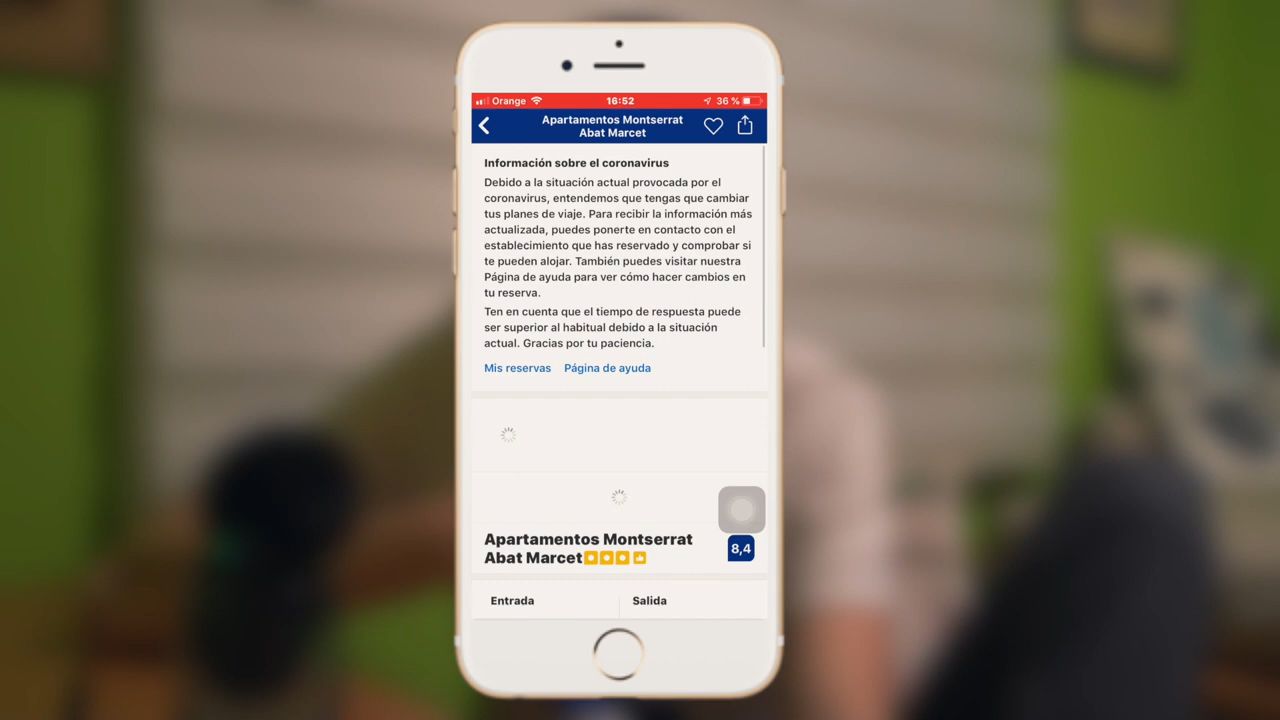 Orange 16:52 36 %
Apartamentos Montserrat
Abat Marcet
Información sobre el coronavirus
Debido a la situación actual provocada por el
coronavirus, entendemos que tengas que cambiar
tus planes de viaje. Para recibir la información más
actualizada, puedes ponerte en contacto con el
establecimiento que has reservado y comprobar si
te pueden alojar. También puedes visitar nuestra
Página de ayuda para ver cómo hacer cambios en
tu reserva.
Ten en cuenta que el tiempo de respuesta puede
ser superior al habitual debido a la situación
actual. Gracias por tu paciencia.
Mis reservas Página de ayuda
Apartamentos Montserrat
Abat Marcet
8,4
Entrada Salida